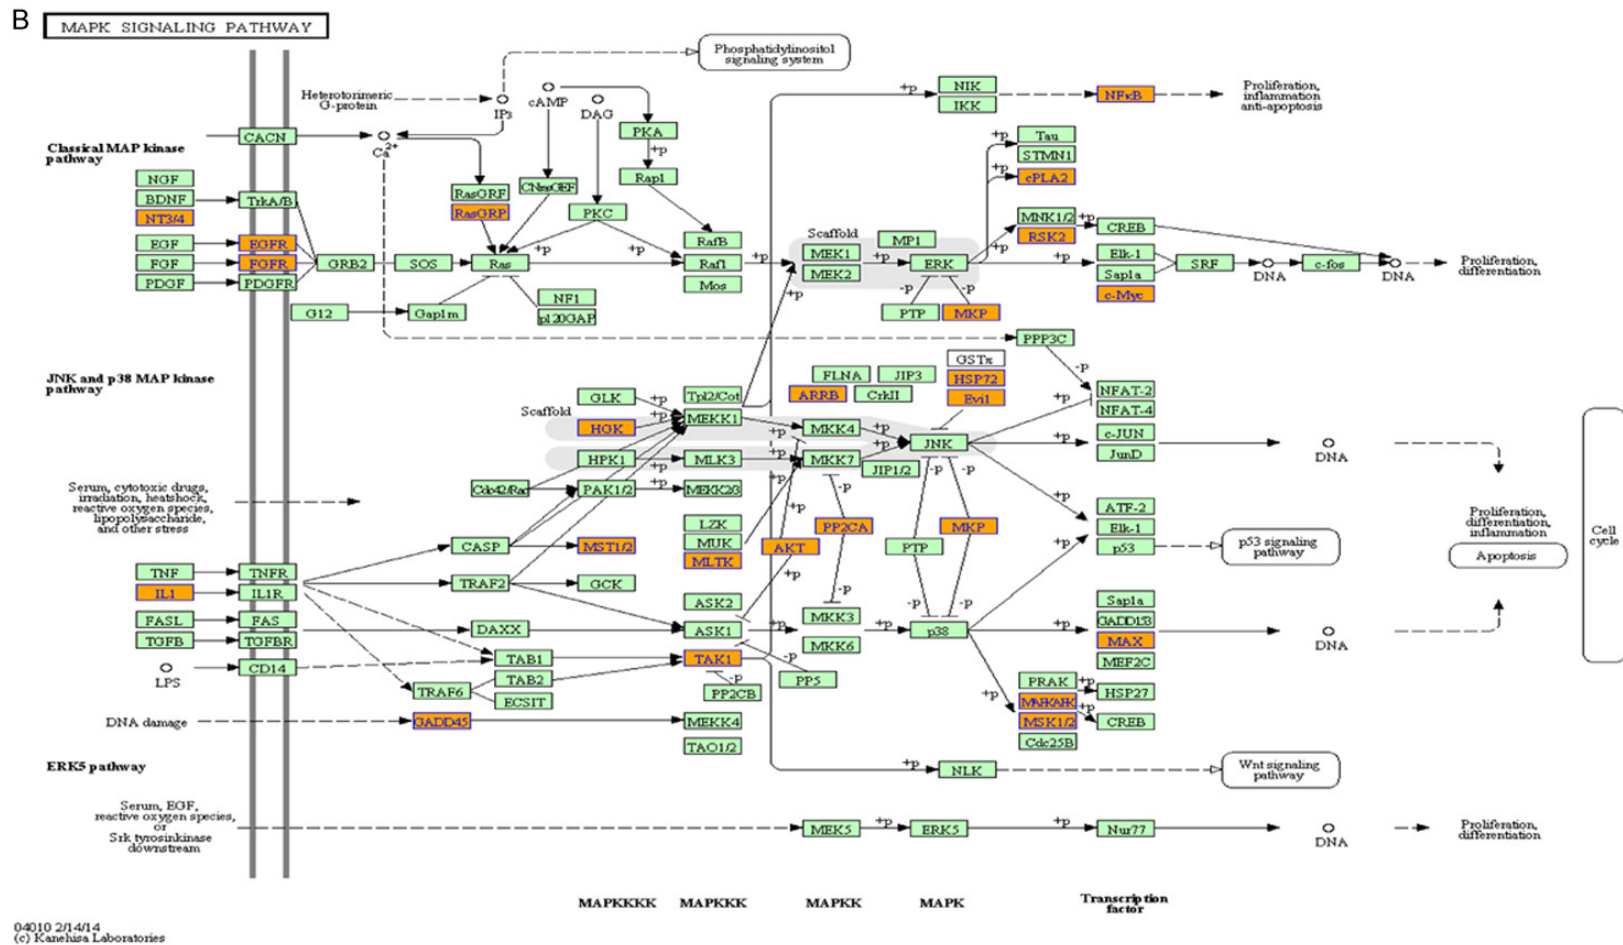 B
MAPK SIGNALING PATHWAY
Phosphatidylinositol
signaling system
Heterotorimeric
G-protein
IP3
cAMP
DAG
PKA
+p
NIK
IKK
+p
NFκB
Proliferation,
inflammation
anti-apoptosis
CACN
Ca2+
Classical MAP kinase
pathway
Rap1
Tau
STMN1
+p
+p
cPLA2
NGF
BDNF
NT3/4
TrkA/B
RasGRF
RasGRP
CNrasGEF
PKC
MNK1/2
+p
RSK2
CREB
EGF
FGF
PDGF
EGFR
FGFR
PDGFR
GRB2
SOS
Ras
+p
+p
RafB
Raf1
Mos
+p
Scaffold
MEK1
MEK2
MP1
+p
ERK
+p
+p
Elk-1
Sap1a
c-Myc
SRF
DNA
c-fos
DNA
Proliferation,
differentiation
G12
Gap1m
NF1
p120GAP
+p
-p
-p
PTP
MKP
PPP3C
-p
JNK and p38 MAP kinase
pathway
GSTπ
HSP72
Evi1
FLNA
JIP3
ARRB
CrkII
NFAT-2
NFAT-4
+p
Scaffold
GLK
HGK
+p
+p
Tpl2/Cot
MEKK1
+p
MKK4
+p
+p
JNK
+p
c-JUN
JunD
DNA
HPK1
+p
MLK3
+p
MKK7
JIP1/2
-p
-p
-p
Cdc42/Rac
PAK1/2
+p
MEKK2/3
Serum, cytotoxic drugs,
irradiation, heatshock,
reactive oxygen species,
lipopolysaccharide,
and other stress
LZK
MUK
MLTK
+p
AKT
PP2CA
PTP
MKP
+p
ATF-2
Elk-1
p53
+p
p53 signaling
pathway
Proliferation,
differentiation,
inflammation
Apoptosis
Cell
cycle
CASP
MST1/2
TNF
IL1
TNFR
IL1R
TRAF2
GCK
+p
ASK2
-p
MKK3
-p
-p
Sap1a
GADD153
MAX
MEF2C
FASL
TGFB
FAS
TGFBR
DAXX
ASK1
+p
MKK6
+p
p38
+p
DNA
LPS
CD14
TAB1
TAB2
ECSIT
TRAF6
TAK1
-p
-p
PP2CB
PP5
+p
PRAK
MAPKAPK
MSK1/2
Cdc25B
+p
+p
HSP27
CREB
DNA damage
GADD45
MEKK4
TAO1/2
ERK5 pathway
+p
NLK
Wnt signaling
pathway
Serum, EGF,
reactive oxygen species,
or
Srk tyrosinkinase
downstream
MEK5
+p
ERK5
+p
Nur77
DNA
Proliferation,
differentiation
MAPKKKK
MAPKKK
MAPKK
MAPK
Transcription
factor
04010 2/14/14
(c) Kanehisa Laboratories